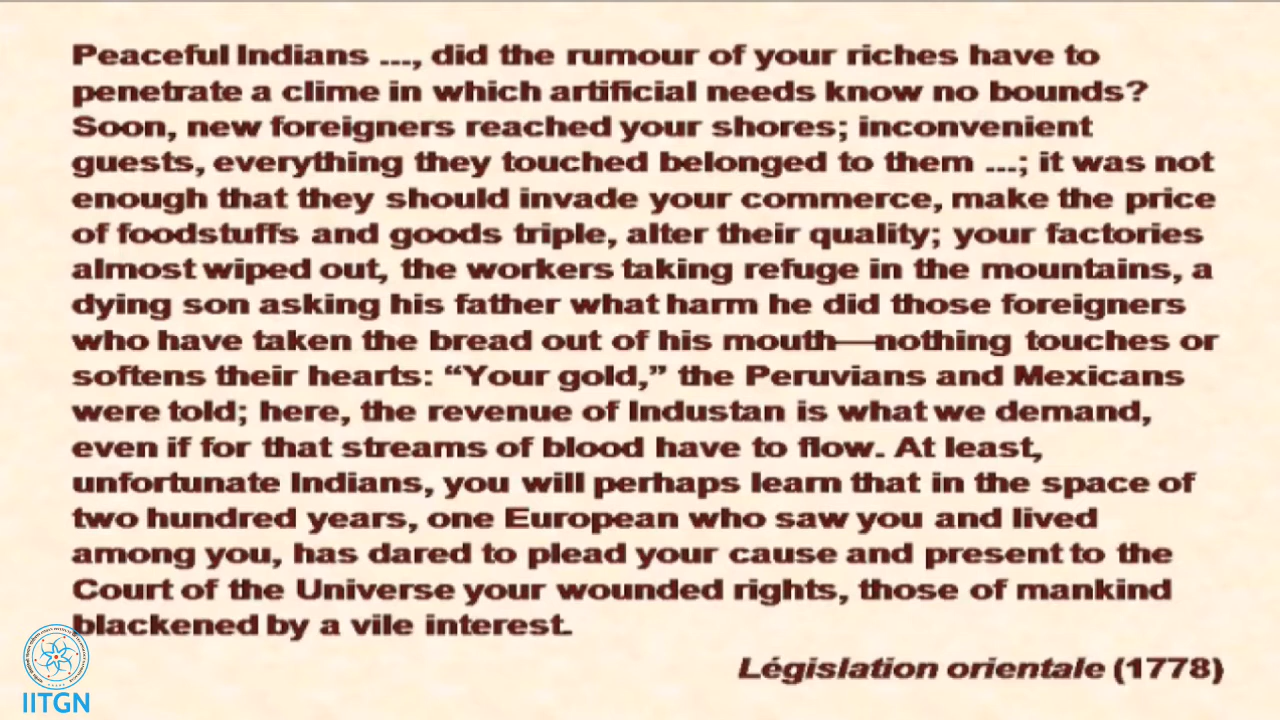 Peaceful Indians ..., did the rumour of your riches have to
penetrate a clime in which artificial needs know no bounds?
Soon, new foreigners reached your shores; inconvenient
guests, everything they touched belonged to them ...; it was not
enough that they should invade your commerce, make the price
of foodstuffs and goods triple, alter their quality; your factories
almost wiped out, the workers taking refuge in the mountains, a
dying son asking his father what harm he did those foreigners
who have taken the bread out of his mouth—nothing touches or
softens their hearts: “Your gold,” the Peruvians and Mexicans
were told; here, the revenue of Industan is what we demand,
even if for that streams of blood have to flow. At least,
unfortunate Indians, you will perhaps learn that in the space of
two hundred years, one European who saw you and lived
among you, has dared to plead your cause and present to the
Court of the Universe your wounded rights, those of mankind
blackened by a vile interest.
Législation orientale (1778)
IITGN